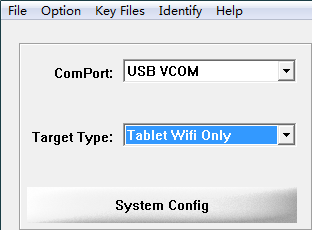 File Option Key Files Identify Help
ComPort: USB VCOM
Target Type: Tablet Wifi Only
System Config